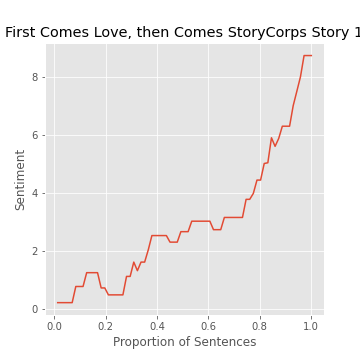 First Comes Love, then Comes StoryCorps Story 1
8
6
4
2
0
Sentiment
0.0 0.2 0.4 0.6 0.8 1.0
Proportion of Sentences